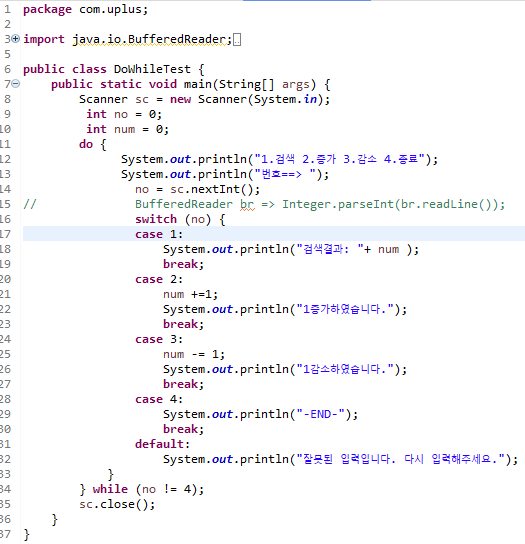 1 package com.uplus;
2
3 import java.io.BufferedReader;
5
6 public class DoWhileTest {
7 public static void main(String[] args) {
8 Scanner sc = new Scanner(System.in);
9 int no = 0;
10 int num = 0;
11 do {
12 System.out.println("1.검색 2.증가 3.감소 4.종료");
13 System.out.println("번호==> ");
14 no = sc.nextInt();
15 // BufferedReader br => Integer.parseInt(br.readLine());
16 switch (no) {
17 case 1:
18 System.out.println("검색결과: "+ num );
19 break;
20 case 2:
21 num +=1;
22 System.out.println("1증가하였습니다.");
23 break;
24 case 3:
25 num -= 1;
26 System.out.println("1감소하였습니다.");
27 break;
28 case 4:
29 System.out.println("-END-");
30 break;
31 default:
32 System.out.println("잘못된 입력입니다. 다시 입력해주세요.");
33 }
34 } while (no != 4);
35 sc.close();
36 }
37 }